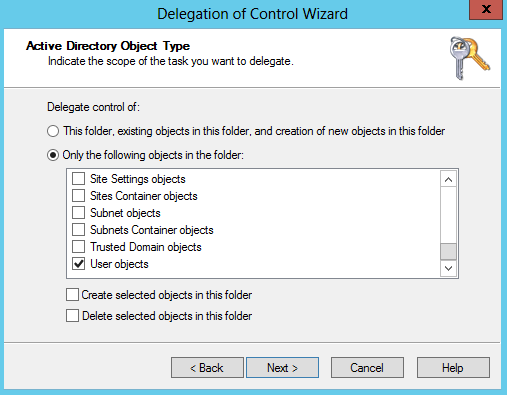 Delegation of Control Wizard
x
Active Directory Object Type
Indicate the scope of the task you want to delegate.
Delegate control of:
This folder, existing objects in this folder, and creation of new objects in this folder
Only the following objects in the folder:
Site Settings objects
Sites Container objects
Subnet objects
Subnets Container objects
Trusted Domain objects
User objects
Create selected objects in this folder
Delete selected objects in this folder
< Back Next > Cancel Help